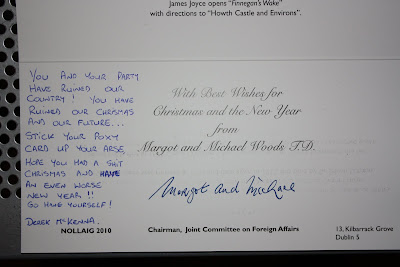 James Joyce opens "Finnegan's Wake"
with directions to "Howth Castle and Environs".
YOU AND YOUR PARTY
HAVE RUINED OUR
COUNTRY! YOU HAVE
RUINED OUR CHRISMAS
AND OUR FUTURE...
STICK YOUR POXY
CARD UP YOUR ARSE
HOPE YOU HAD A SHIT
CHRISMAS AND HAVE
AN EVEN WORSE
NEW YEAR!!
GO HANG YOURSELF!
DEREK MCKENNA.
NOLLAIG 2010
With Best Wishes for
Christmas and the New Year
from
Margot and Michael Woods T.D.
Margot and Michael
Chairman, Joint Committee on Foreign Affairs
13, Kilbarrack Grove
Dublin 5